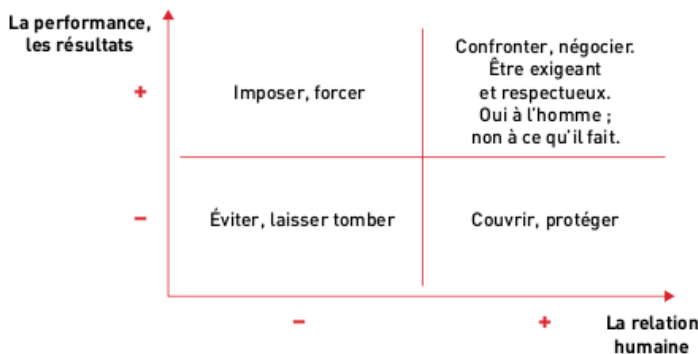 La performance,
les résultats
+
Imposer, forcer
Confronter, négocier.
Être exigeant
et respectueux.
Oui à l'homme ;
non à ce qu'il fait.
–
Éviter, laisser tomber
Couvrir, protéger
–
+
La relation
humaine